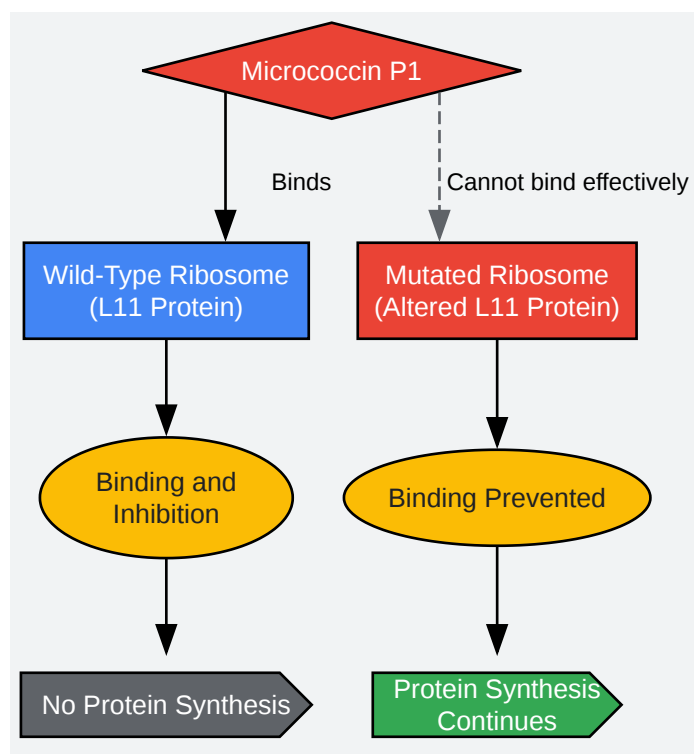 Micrococcin P1
Binds
Cannot bind effectively
Wild-Type Ribosome
(L11 Protein)
Mutated Ribosome
(Altered L11 Protein)
Binding and
Inhibition
Binding Prevented
No Protein Synthesis
Protein Synthesis
Continues